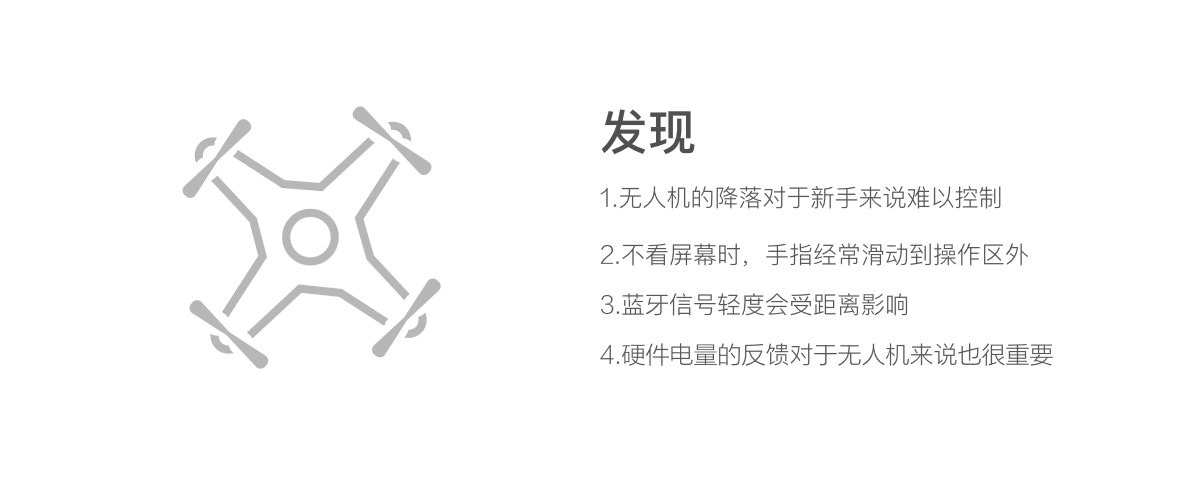 发现
1.无人机的降落对于新手来说难以控制
2.不看屏幕时，手指经常滑动到操作区外
3.蓝牙信号轻度会受距离影响
4.硬件电量的反馈对于无人机来说也很重要